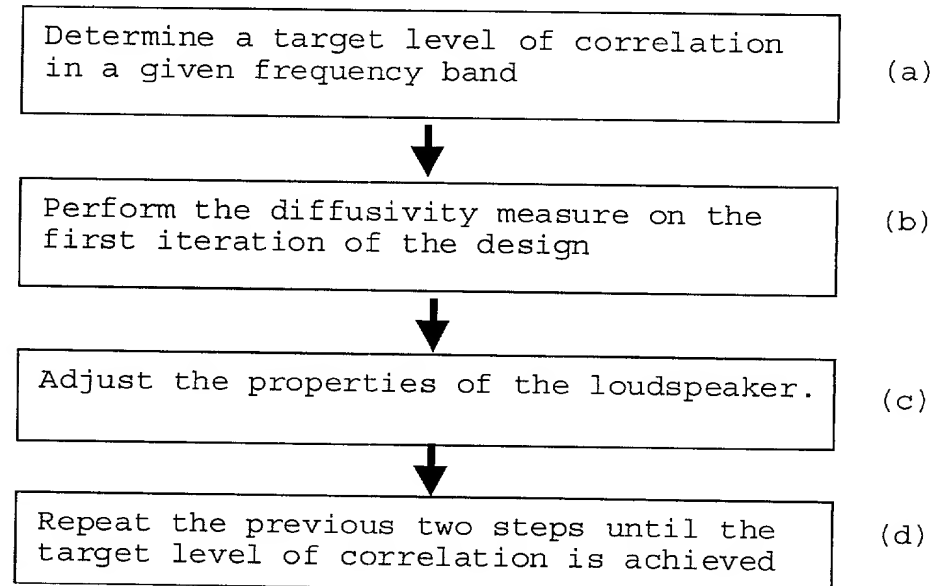 Determine a target level of correlation
in a given frequency band
(a)
Perform the diffusivity measure on the
first iteration of the design
(b)
Adjust the properties of the loudspeaker.
(c)
Repeat the previous two steps until the
target level of correlation is achieved
(d)